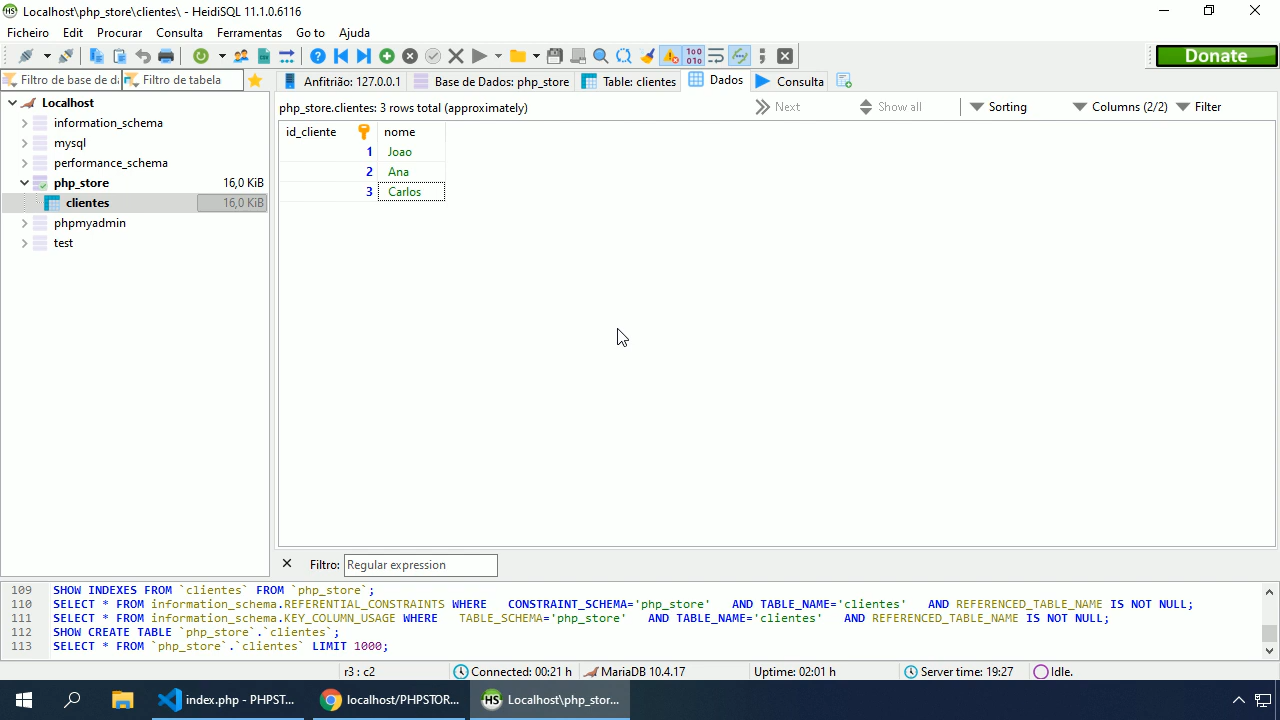 Localhost\php_store\clientes\ - HeidiSQL 11.1.0.6116
Ficheiro Edit Procurar Consulta Ferramentas Go to Ajuda
Donate
Filtro de base de da Filtro de tabela
Anfitrião: 127.0.0.1 Base de Dados: php_store Table: clientes Dados Consulta
Localhost
information_schema
mysql
performance_schema
php_store 16,0 KiB
clientes 16,0 KiB
phpmyadmin
test
php_store.clientes: 3 rows total (approximately) Next Show all Sorting Columns (2/2) Filter
id_cliente nome
1 Joao
2 Ana
3 Carlos
Filtro: Regular expression
109 SHOW INDEXES FROM `clientes` FROM `php_store`;
110 SELECT * FROM information_schema.REFERENTIAL_CONSTRAINTS WHERE CONSTRAINT_SCHEMA='php_store' AND TABLE_NAME='clientes' AND REFERENCED_TABLE_NAME IS NOT NULL;
111 SELECT * FROM information_schema.KEY_COLUMN_USAGE WHERE TABLE_SCHEMA='php_store' AND TABLE_NAME='clientes' AND REFERENCED_TABLE_NAME IS NOT NULL;
112 SHOW CREATE TABLE `php_store`.`clientes`;
113 SELECT * FROM `php_store`.`clientes` LIMIT 1000;
r3 : c2 Connected: 00:21 h MariaDB 10.4.17 Uptime: 02:01 h Server time: 19:27 Idle.
index.php - PHPST... localhost/PHPSTOR... HS Localhost\php_stor...